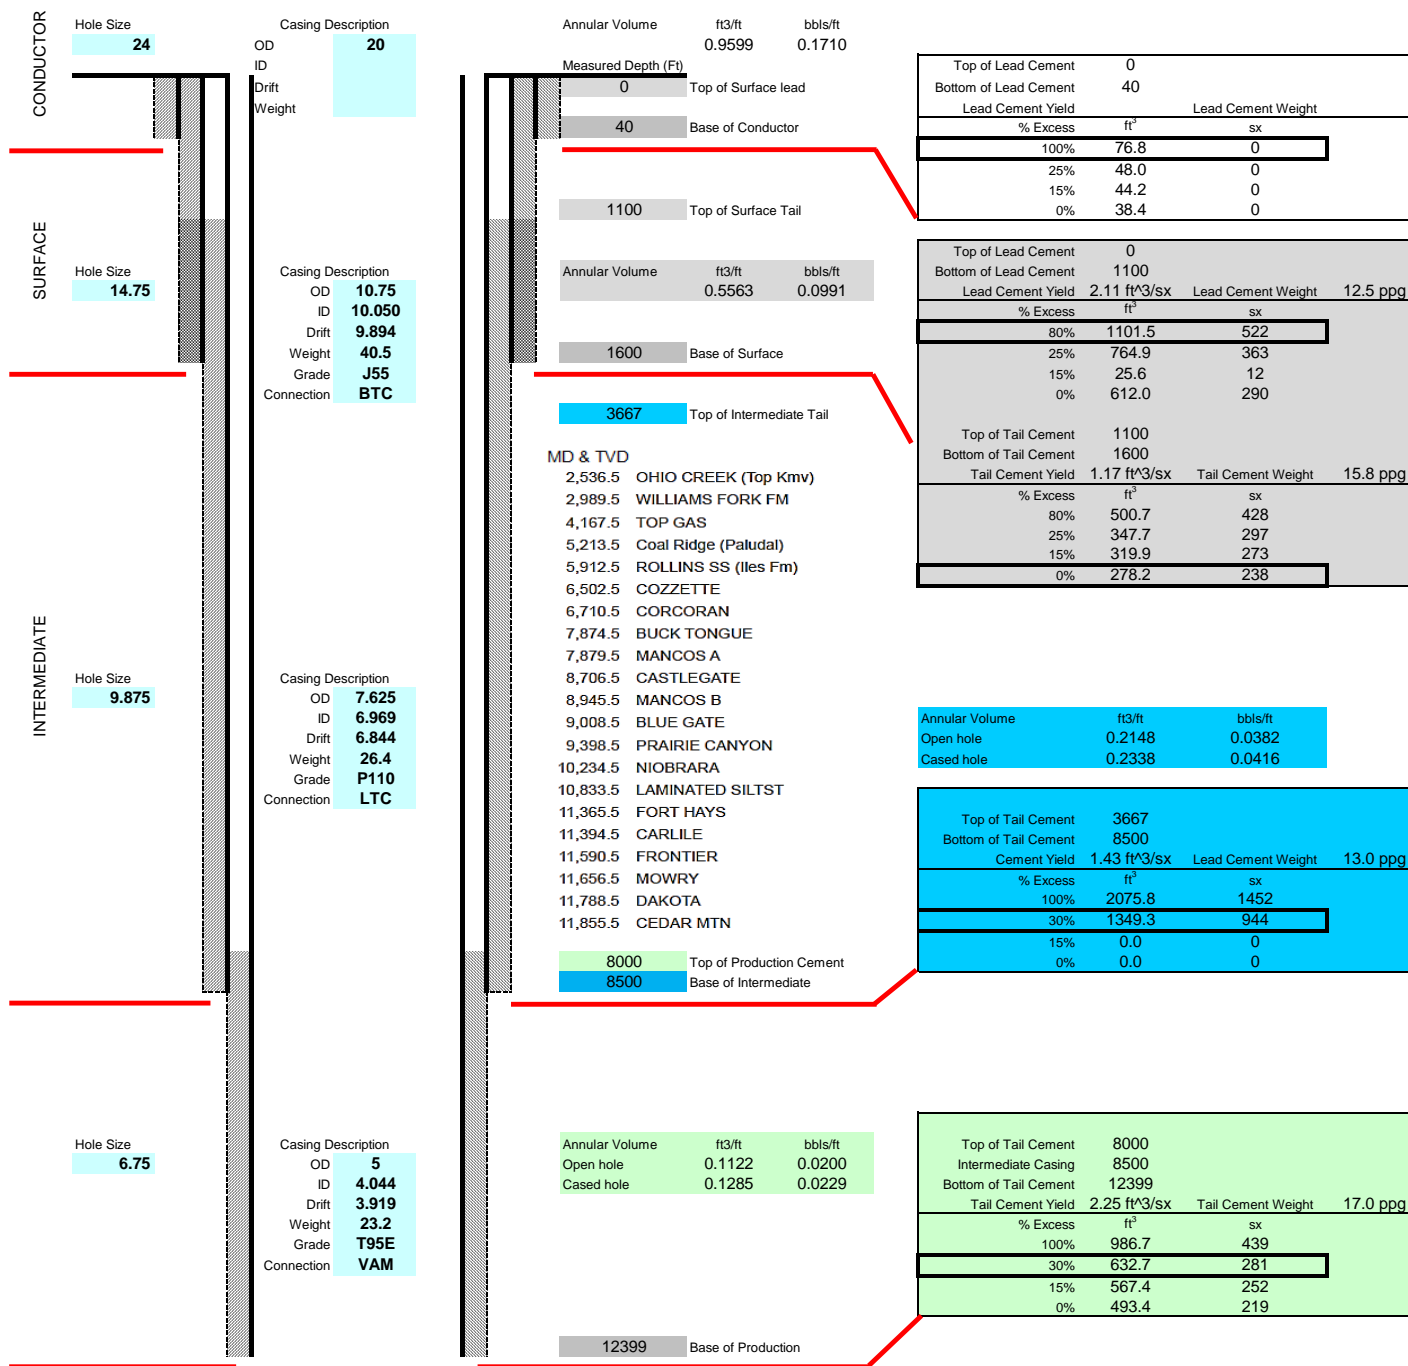 CONDUCTOR
Hole Size
24
Casing Description
OD 20
ID
Drift
Weight
Annular Volume ft3/ft bbls/ft
0.9599 0.1710
Measured Depth (Ft)
0 Top of Surface lead
40 Base of Conductor
Top of Lead Cement 0
Bottom of Lead Cement 40
Lead Cement Yield Lead Cement Weight
% Excess ft³ sx
100% 76.8 0
25% 48.0 0
15% 44.2 0
0% 38.4 0
1100 Top of Surface Tail
SURFACE
Hole Size
14.75
Casing Description
OD 10.75
ID 10.050
Drift 9.894
Weight 40.5
Grade J55
Connection BTC
Annular Volume ft3/ft bbls/ft
0.5563 0.0991
1600 Base of Surface
Top of Lead Cement 0
Bottom of Lead Cement 1100
Lead Cement Yield 2.11 ft^3/sx Lead Cement Weight 12.5 ppg
% Excess ft³ sx
80% 1101.5 522
25% 764.9 363
15% 25.6 12
0% 612.0 290
Top of Tail Cement 1100
Bottom of Tail Cement 1600
Tail Cement Yield 1.17 ft^3/sx Tail Cement Weight 15.8 ppg
% Excess ft³ sx
80% 500.7 428
25% 347.7 297
15% 319.9 273
0% 278.2 238
3667 Top of Intermediate Tail
MD & TVD
2,536.5 OHIO CREEK (Top Kmv)
2,989.5 WILLIAMS FORK FM
4,167.5 TOP GAS
5,213.5 Coal Ridge (Paludal)
5,912.5 ROLLINS SS (Iles Fm)
6,502.5 COZZETTE
6,710.5 CORCORAN
7,874.5 BUCK TONGUE
7,879.5 MANCOS A
8,706.5 CASTLEGATE
8,945.5 MANCOS B
9,008.5 BLUE GATE
9,398.5 PRAIRIE CANYON
10,234.5 NIOBRARA
10,833.5 LAMINATED SILTST
11,365.5 FORT HAYS
11,394.5 CARLILE
11,590.5 FRONTIER
11,656.5 MOWRY
11,788.5 DAKOTA
11,855.5 CEDAR MTN
INTERMEDIATE
Hole Size
9.875
Casing Description
OD 7.625
ID 6.969
Drift 6.844
Weight 26.4
Grade P110
Connection LTC
Annular Volume ft3/ft bbls/ft
Open hole 0.2148 0.0382
Cased hole 0.2338 0.0416
Top of Tail Cement 3667
Bottom of Tail Cement 8500
Cement Yield 1.43 ft^3/sx Lead Cement Weight 13.0 ppg
% Excess ft³ sx
100% 2075.8 1452
30% 1349.3 944
15% 0.0 0
0% 0.0 0
8000 Top of Production Cement
8500 Base of Intermediate
Hole Size
6.75
Casing Description
OD 5
ID 4.044
Drift 3.919
Weight 23.2
Grade T95E
Connection VAM
Annular Volume ft3/ft bbls/ft
Open hole 0.1122 0.0200
Cased hole 0.1285 0.0229
Top of Tail Cement 8000
Intermediate Casing 8500
Bottom of Tail Cement 12399
Tail Cement Yield 2.25 ft^3/sx Tail Cement Weight 17.0 ppg
% Excess ft³ sx
100% 986.7 439
30% 632.7 281
15% 567.4 252
0% 493.4 219
12399 Base of Production